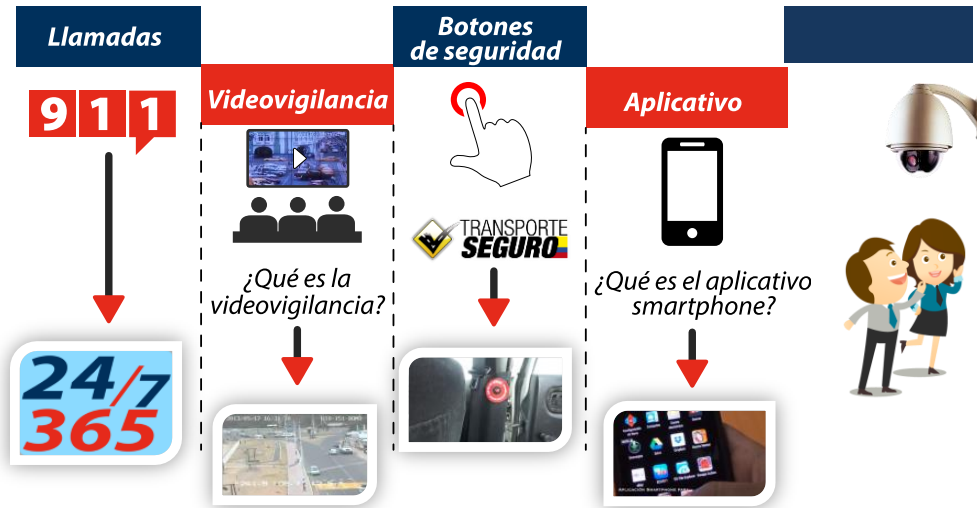 Llamadas
911
24/7
365
Videovigilancia
¿Qué es la
videovigilancia?
Botones
de seguridad
TRANSPORTE
SEGURO
Aplicativo
¿Qué es el aplicativo
smartphone?